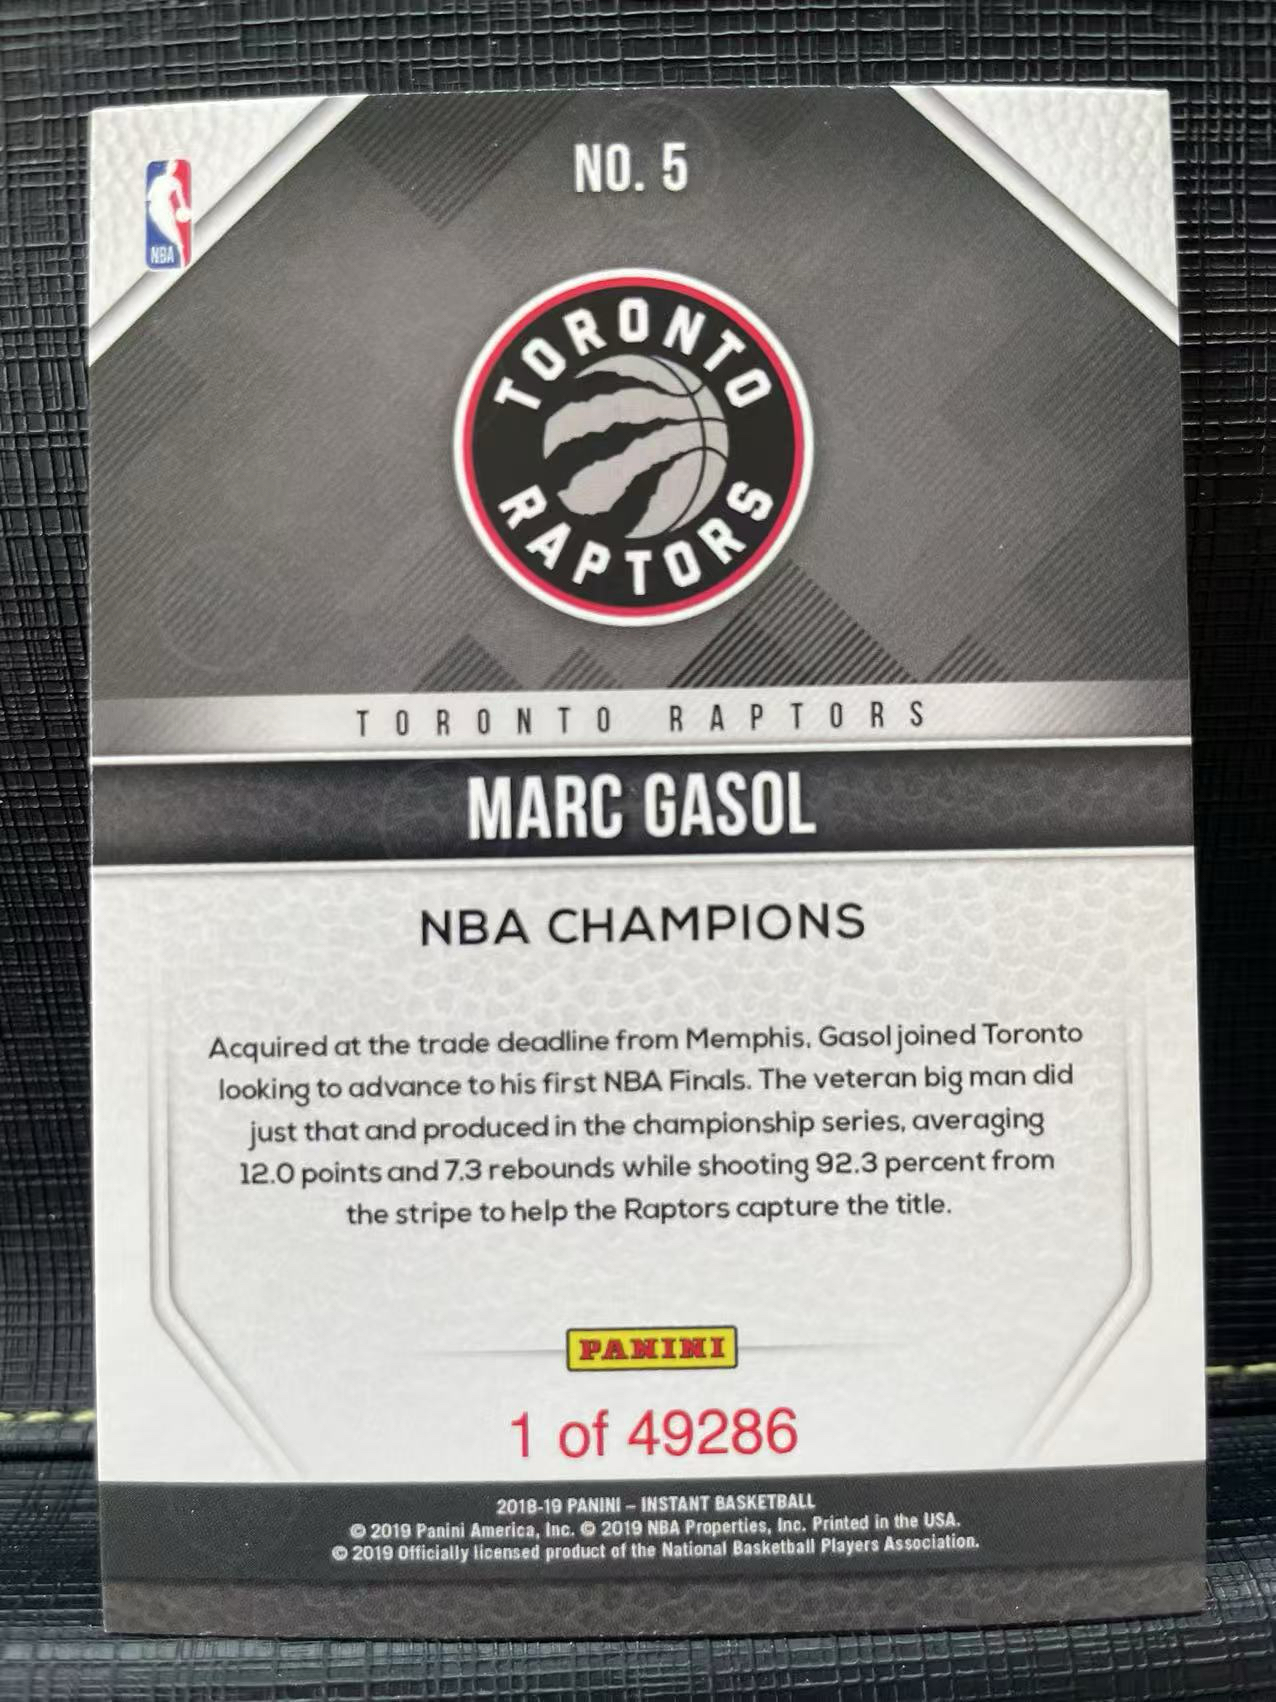 NO. 5
NBA
TORONTO
RAPTORS
TORONTO RAPTORS
MARC GASOL
NBA CHAMPIONS
Acquired at the trade deadline from Memphis, Gasol joined Toronto
looking to advance to his first NBA Finals. The veteran big man did
just that and produced in the championship series, averaging
12.0 points and 7.3 rebounds while shooting 92.3 percent from
the stripe to help the Raptors capture the title.
PANINI
1 of 49286
2018-19 PANINI – INSTANT BASKETBALL
© 2019 Panini America, Inc. © 2019 NBA Properties, Inc. Printed in the USA.
© 2019 Officially licensed product of the National Basketball Players Association.